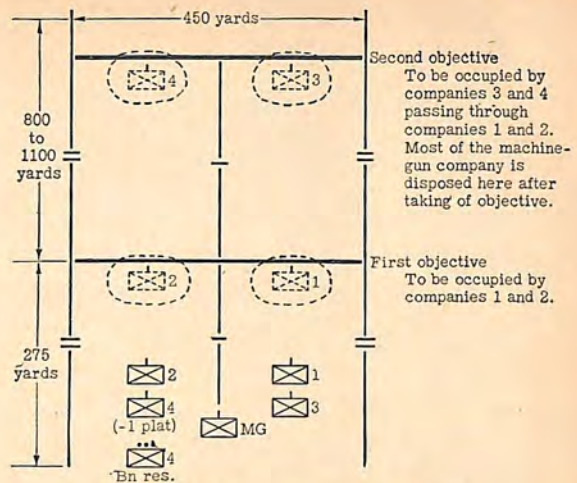 450 yards
4
3
Second objective
To be occupied by
companies 3 and 4
passing through
companies 1 and 2.
Most of the machine-
gun company is
disposed here after
taking of objective.
800
to
1100
yards
First objective
To be occupied by
companies 1 and 2.
2
1
275
yards
2
1
4
3
(-1 plat)
MG
4
Bn res.